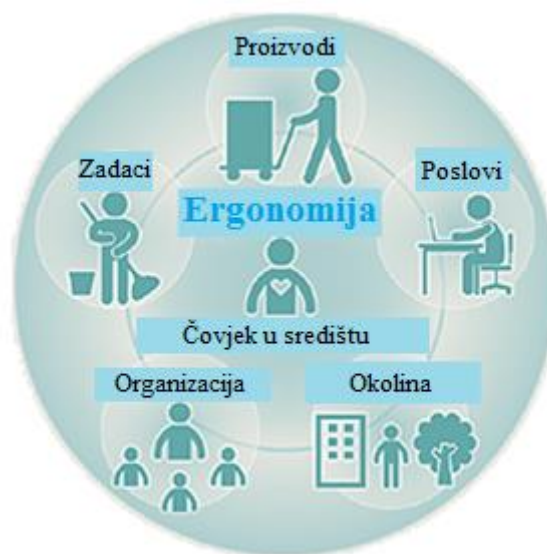 Proizvodi
Zadaci
Poslovi
Ergonomija
Čovjek u središtu
Organizacija
Okolina